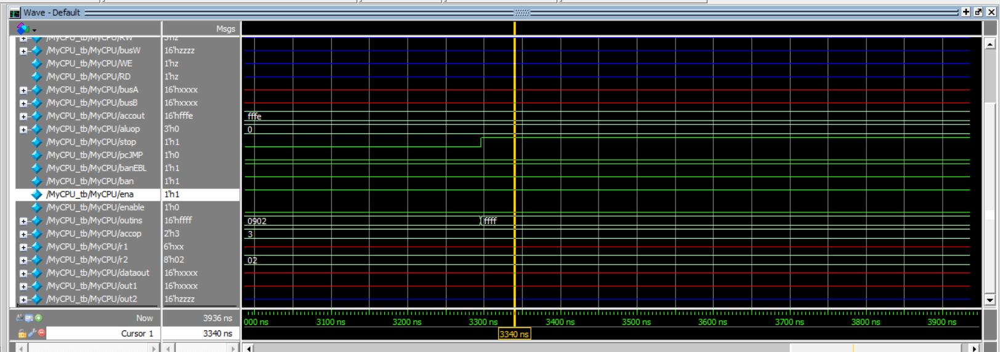 Wave - Default
Msgs
/MyCPU_tb/MyCPU/RW 3'hz
/MyCPU_tb/MyCPU/busW 16'hzzzz
/MyCPU_tb/MyCPU/WE 1'hz
/MyCPU_tb/MyCPU/RD 1'hz
/MyCPU_tb/MyCPU/busA 16'hxxxx
/MyCPU_tb/MyCPU/busB 16'hxxxx
/MyCPU_tb/MyCPU/accout 16'hfffe fffe
/MyCPU_tb/MyCPU/aluop 3'h0 0
/MyCPU_tb/MyCPU/stop 1'h1
/MyCPU_tb/MyCPU/pcJMP 1'h0
/MyCPU_tb/MyCPU/banEBL 1'h1
/MyCPU_tb/MyCPU/ban 1'h1
/MyCPU_tb/MyCPU/ena 1'h1
/MyCPU_tb/MyCPU/enable 1'h0
/MyCPU_tb/MyCPU/outins 16'hffff 0902 ffff
/MyCPU_tb/MyCPU/accop 2'h3 3
/MyCPU_tb/MyCPU/r1 6'hxx
/MyCPU_tb/MyCPU/r2 8'h02 02
/MyCPU_tb/MyCPU/dataout 16'hxxxx
/MyCPU_tb/MyCPU/out1 16'hxxxx
/MyCPU_tb/MyCPU/out2 16'hzzzz
Now 3936 ns 000 ns 3100 ns 3200 ns 3300 ns 3400 ns 3500 ns 3600 ns 3700 ns 3800 ns 3900 ns
Cursor 1 3340 ns 3340 ns